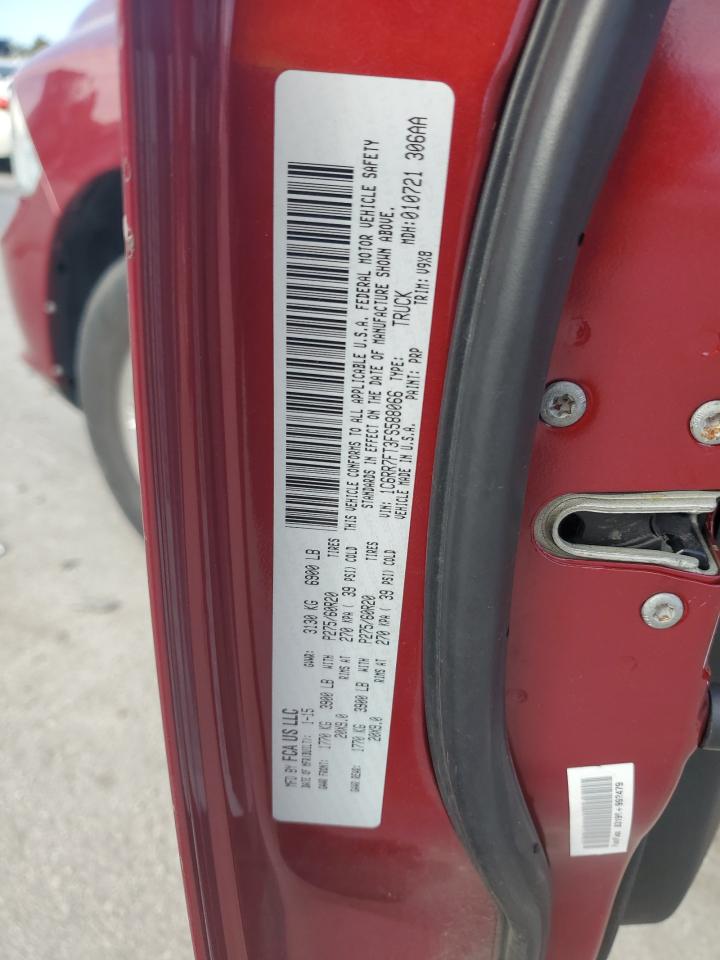 MFD BY FCA US LLC
DATE OF MFR(BUILT): 1-15 GVWR: 3130 KG 6900 LB
GAWR FRONT: 1770 KG 3900 LB WITH P275/60R20 TIRES
20X9.0 RIMS AT 270 KPA ( 39 PSI) COLD
GAWR REAR: 1770 KG 3900 LB WITH P275/60R20 TIRES
20X9.0 RIMS AT 270 KPA ( 39 PSI) COLD
THIS VEHICLE CONFORMS TO ALL APPLICABLE U.S.A. FEDERAL MOTOR VEHICLE SAFETY
STANDARDS IN EFFECT ON THE DATE OF MANUFACTURE SHOWN ABOVE.
VIN: 1C6RR7FT3FS588066 TYPE: TRUCK MDH:010721 306AA
VEHICLE MADE IN U.S.A. PAINT: PRP TRIM: V9X8